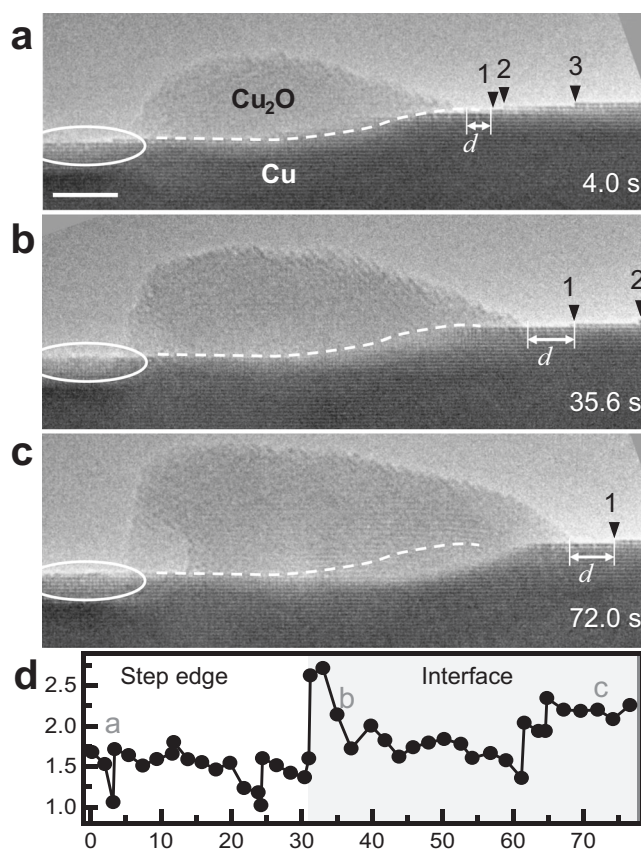 a
1 2 3
Cu₂O
d
Cu
4.0 s
b
1 2
d
35.6 s
c
1
d
72.0 s
d
Step edge Interface
2.5
2.0
1.5
1.0
a b c
0 10 20 30 40 50 60 70